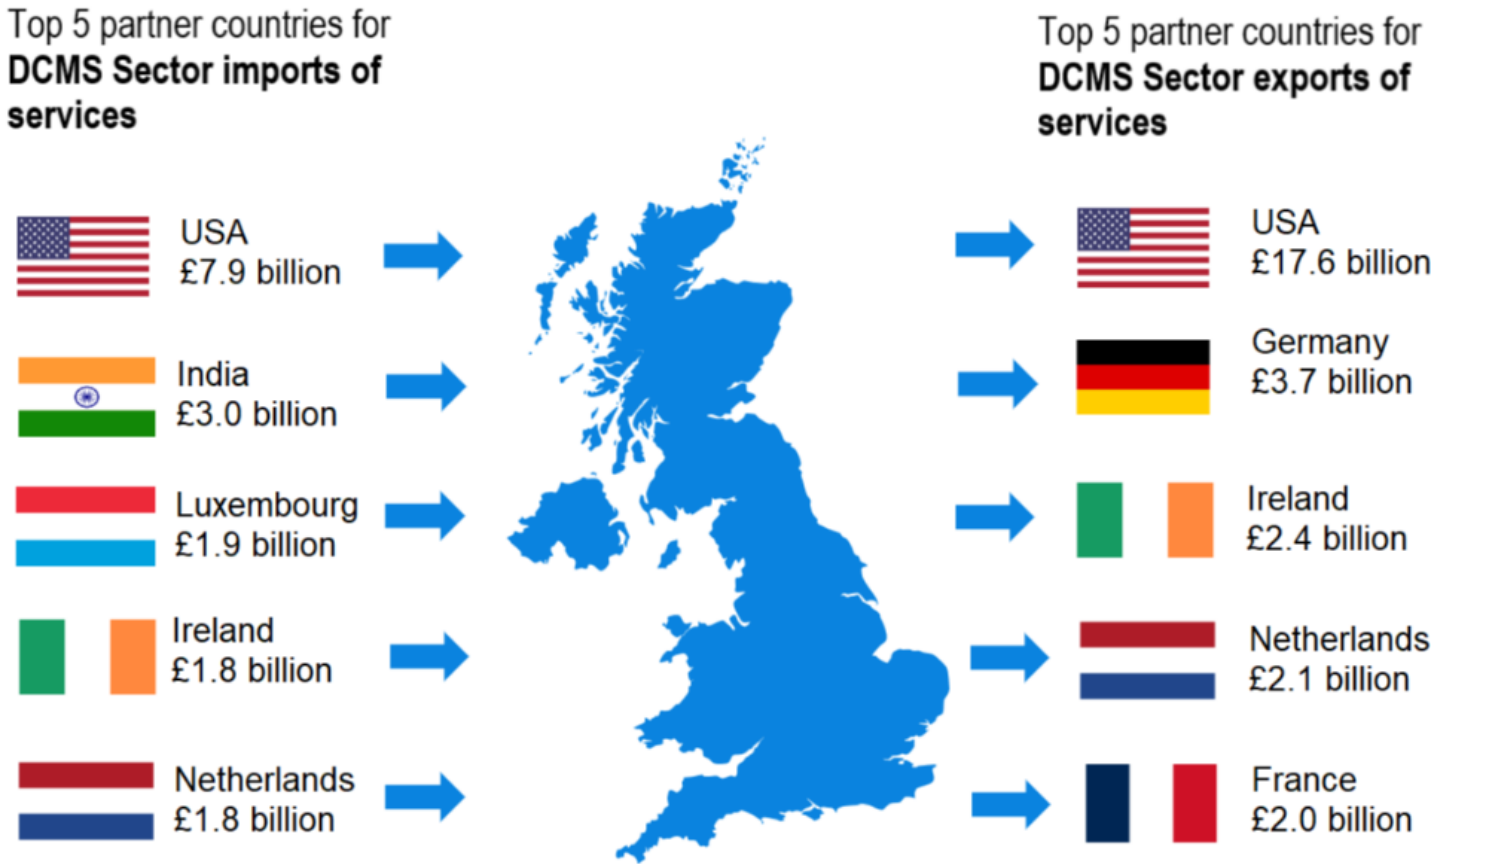 Top 5 partner countries for
DCMS Sector imports of
services
USA
£7.9 billion
India
£3.0 billion
Luxembourg
£1.9 billion
Ireland
£1.8 billion
Netherlands
£1.8 billion
Top 5 partner countries for
DCMS Sector exports of
services
USA
£17.6 billion
Germany
£3.7 billion
Ireland
£2.4 billion
Netherlands
£2.1 billion
France
£2.0 billion